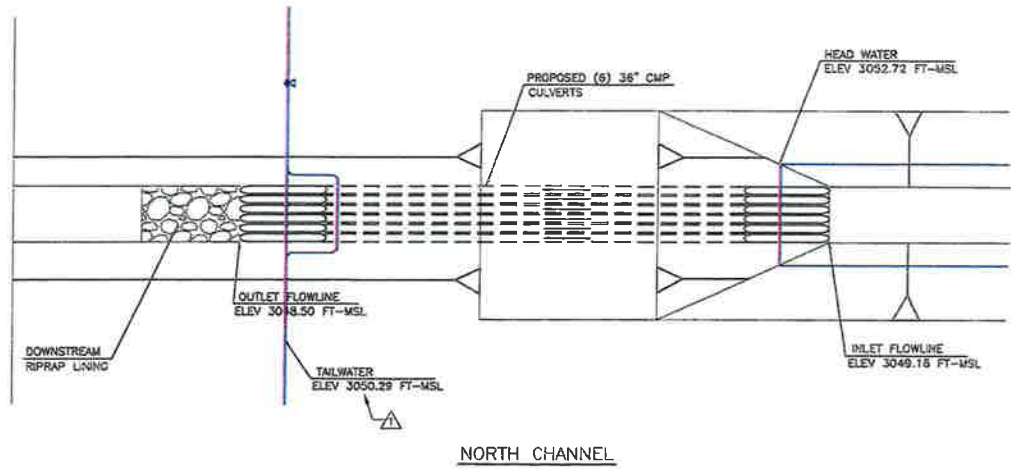 HEAD WATER
ELEV 3052.72 FT-MSL
PROPOSED (6) 36" CMP
CULVERTS
OUTLET FLOWLINE
ELEV 3048.50 FT-MSL
DOWNSTREAM
RIPRAP LINING
INLET FLOWLINE
ELEV 3049.15 FT-MSL
TAILWATER
ELEV 3050.29 FT-MSL
1
NORTH CHANNEL